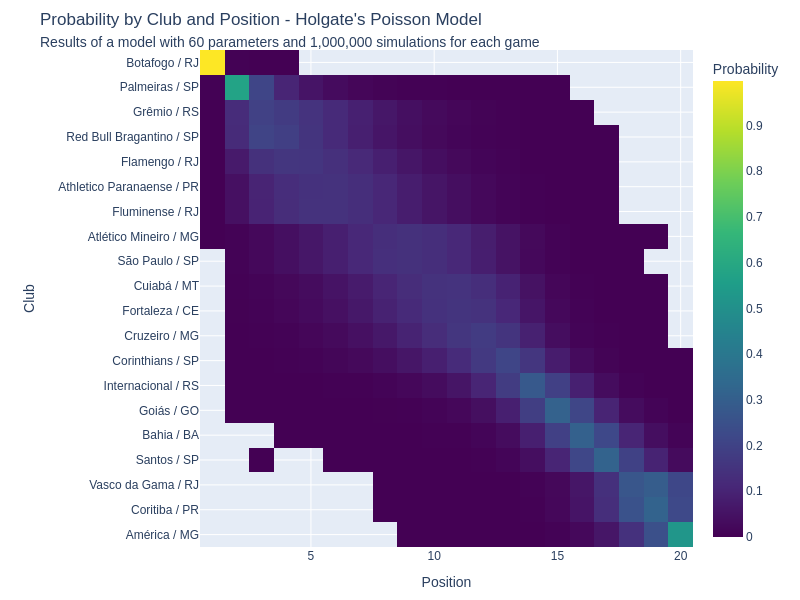 Probability by Club and Position - Holgate's Poisson Model
Results of a model with 60 parameters and 1,000,000 simulations for each game
Botafogo / RJ
Palmeiras / SP
Grêmio / RS
Red Bull Bragantino / SP
Flamengo / RJ
Athletico Paranaense / PR
Fluminense / RJ
Atlético Mineiro / MG
São Paulo / SP
Cuiabá / MT
Fortaleza / CE
Cruzeiro / MG
Corinthians / SP
Internacional / RS
Goiás / GO
Bahia / BA
Santos / SP
Vasco da Gama / RJ
Coritiba / PR
América / MG
Club
5
10
15
20
Position
Probability
0.9
0.8
0.7
0.6
0.5
0.4
0.3
0.2
0.1
0